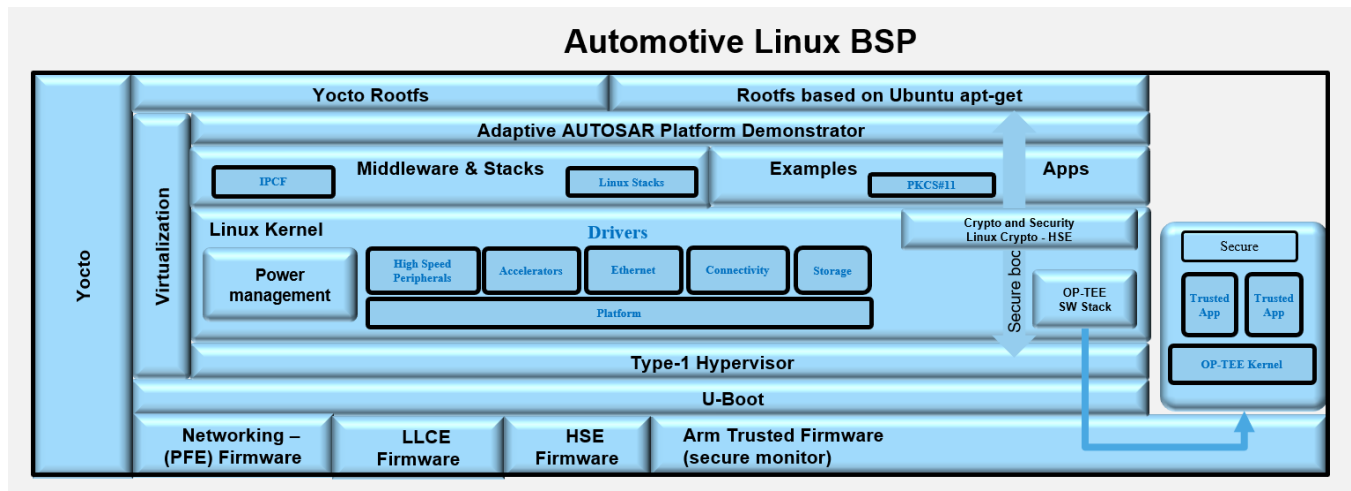 Automotive Linux BSP
Yocto
Yocto Rootfs
Rootfs based on Ubuntu apt-get
Virtualization
Adaptive AUTOSAR Platform Demonstrator
Middleware & Stacks
IPCF
Linux Stacks
Examples
Apps
PKCS#11
Linux Kernel
Drivers
Crypto and Security
Linux Crypto - HSE
Power
management
High Speed
Peripherals
Accelerators
Ethernet
Connectivity
Storage
Platform
Secure boo
OP-TEE
SW Stack
Secure
Trusted
App
Trusted
App
OP-TEE Kernel
Type-1 Hypervisor
U-Boot
Networking –
(PFE) Firmware
LLCE
Firmware
HSE
Firmware
Arm Trusted Firmware
(secure monitor)